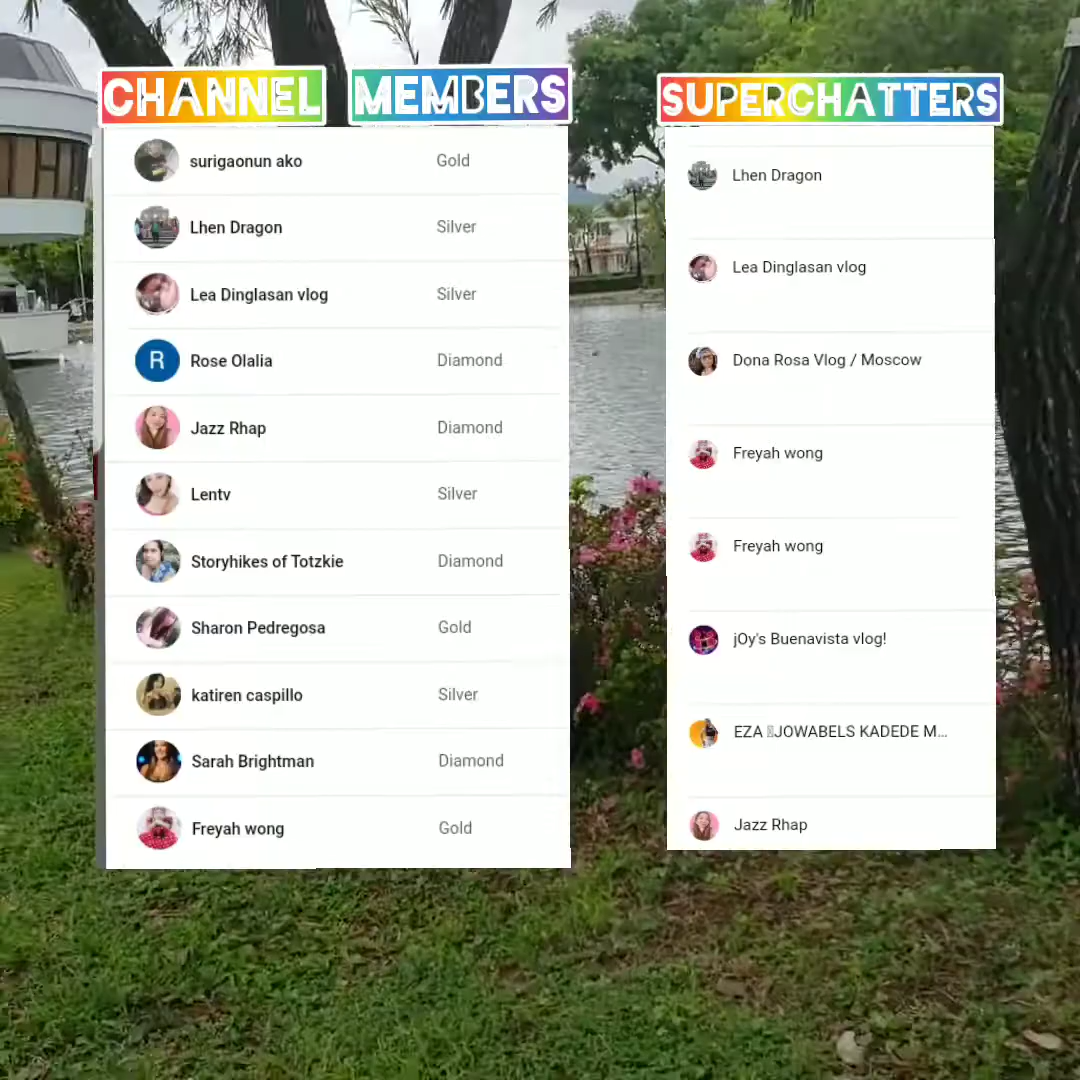 CHANNEL MEMBERS
surigaonun ako Gold
Lhen Dragon Silver
Lea Dinglasan vlog Silver
R Rose Olalia Diamond
Jazz Rhap Diamond
Lentv Silver
Storyhikes of Totzkie Diamond
Sharon Pedregosa Gold
katiren caspillo Silver
Sarah Brightman Diamond
Freyah wong Gold
SUPERCHATTERS
Lhen Dragon
Lea Dinglasan vlog
Dona Rosa Vlog / Moscow
Freyah wong
Freyah wong
jOy's Buenavista vlog!
EZA JOWABELS KADEDE M...
Jazz Rhap